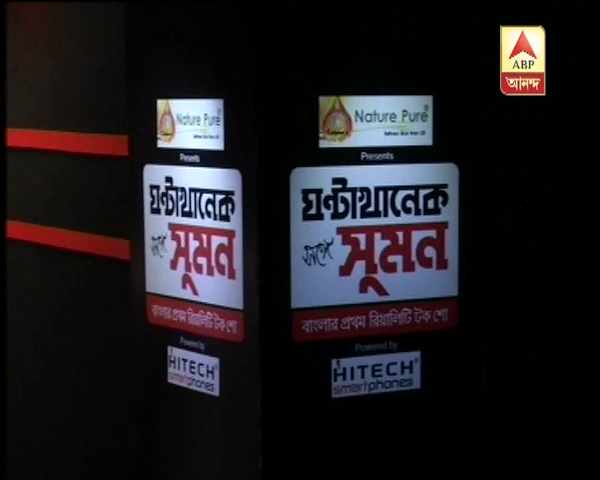 ABP
আনন্দ
Nature Pure
Presents
ঘণ্টাখানেক
সঙ্গে
সুমন
বাংলার প্রথম রিয়ালিটি টক শো
Powered by
HITECH
smartphones
Nature Pure
Presents
ঘণ্টাখানেক
সঙ্গে
সুমন
বাংলার প্রথম রিয়ালিটি টক শো
Powered by
HITECH
smartphones